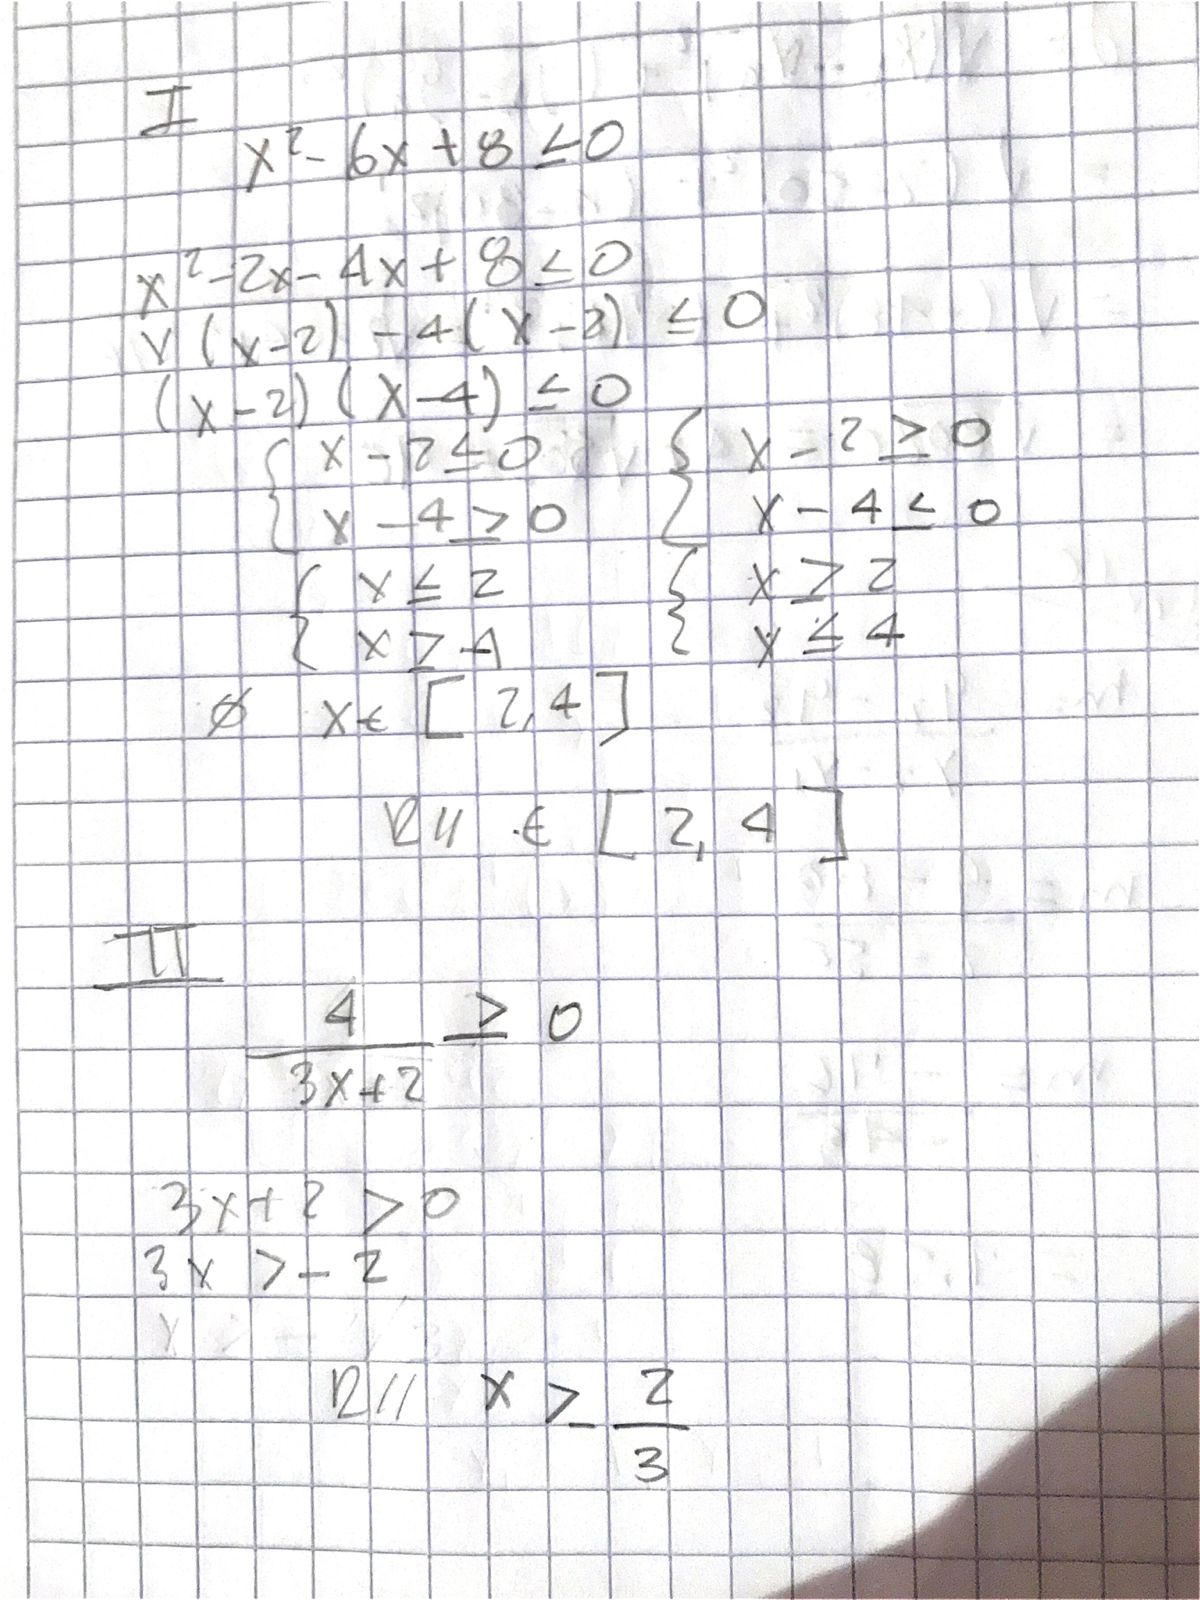 I
x² - 6x + 8 ≤ 0
x² - 2x - 4x + 8 ≤ 0
x (x - 2) - 4 (x - 2) ≤ 0
(x - 2) (x - 4) ≤ 0
{ x - 2 ≤ 0 { x - 2 ≥ 0
{ x - 4 ≥ 0 { x - 4 ≤ 0
{ x ≤ 2 { x ≥ 2
{ x ≥ 4 { x ≤ 4
∅ x ∈ [2, 4]
R// ∈ [2, 4]
II
4/(3x+2) ≥ 0
3x + 2 > 0
3x > - 2
R// x > - 2/3